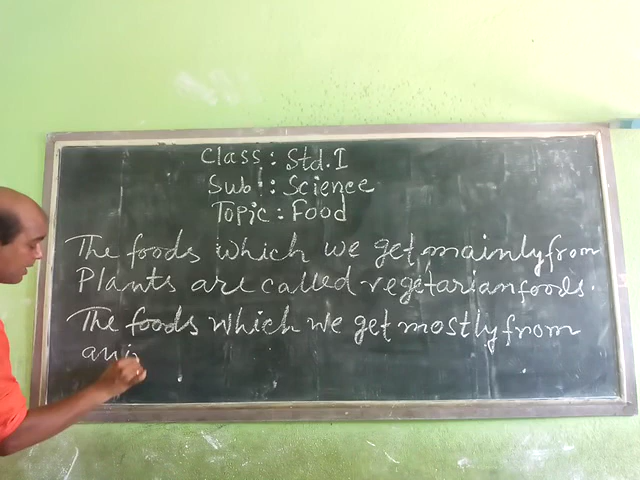 Class : Std. I
Sub : Science
Topic : Food
The foods which we get mainly from
Plants are called vegetarian foods.
The foods which we get mostly from
ani